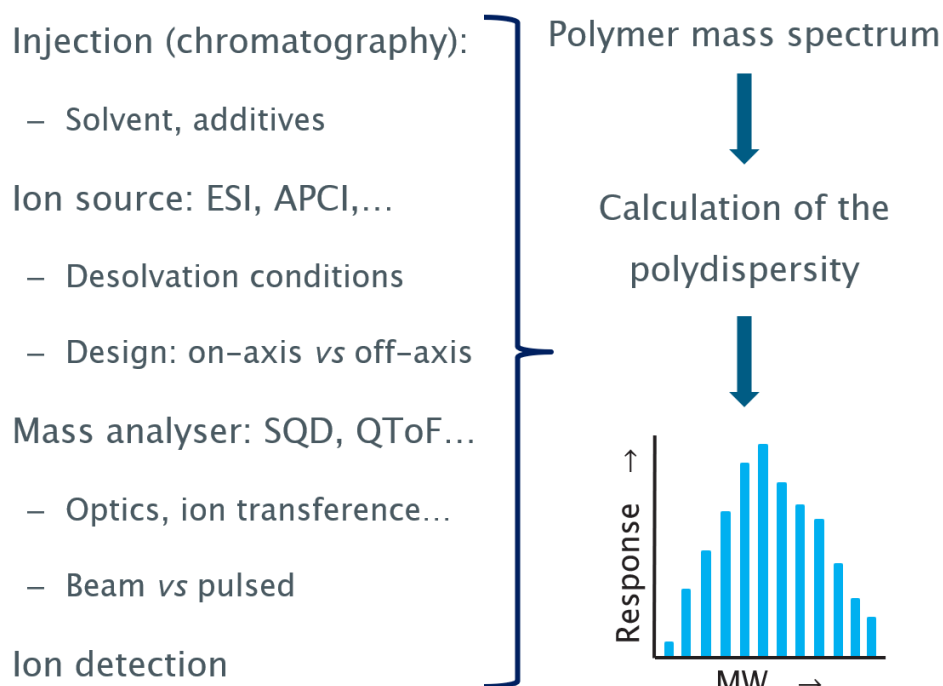 Injection (chromatography):
– Solvent, additives
Ion source: ESI, APCI,...
– Desolvation conditions
– Design: on-axis vs off-axis
Mass analyser: SQD, QToF...
– Optics, ion transference...
– Beam vs pulsed
Ion detection
Polymer mass spectrum
Calculation of the
polydispersity
Response →
MW →